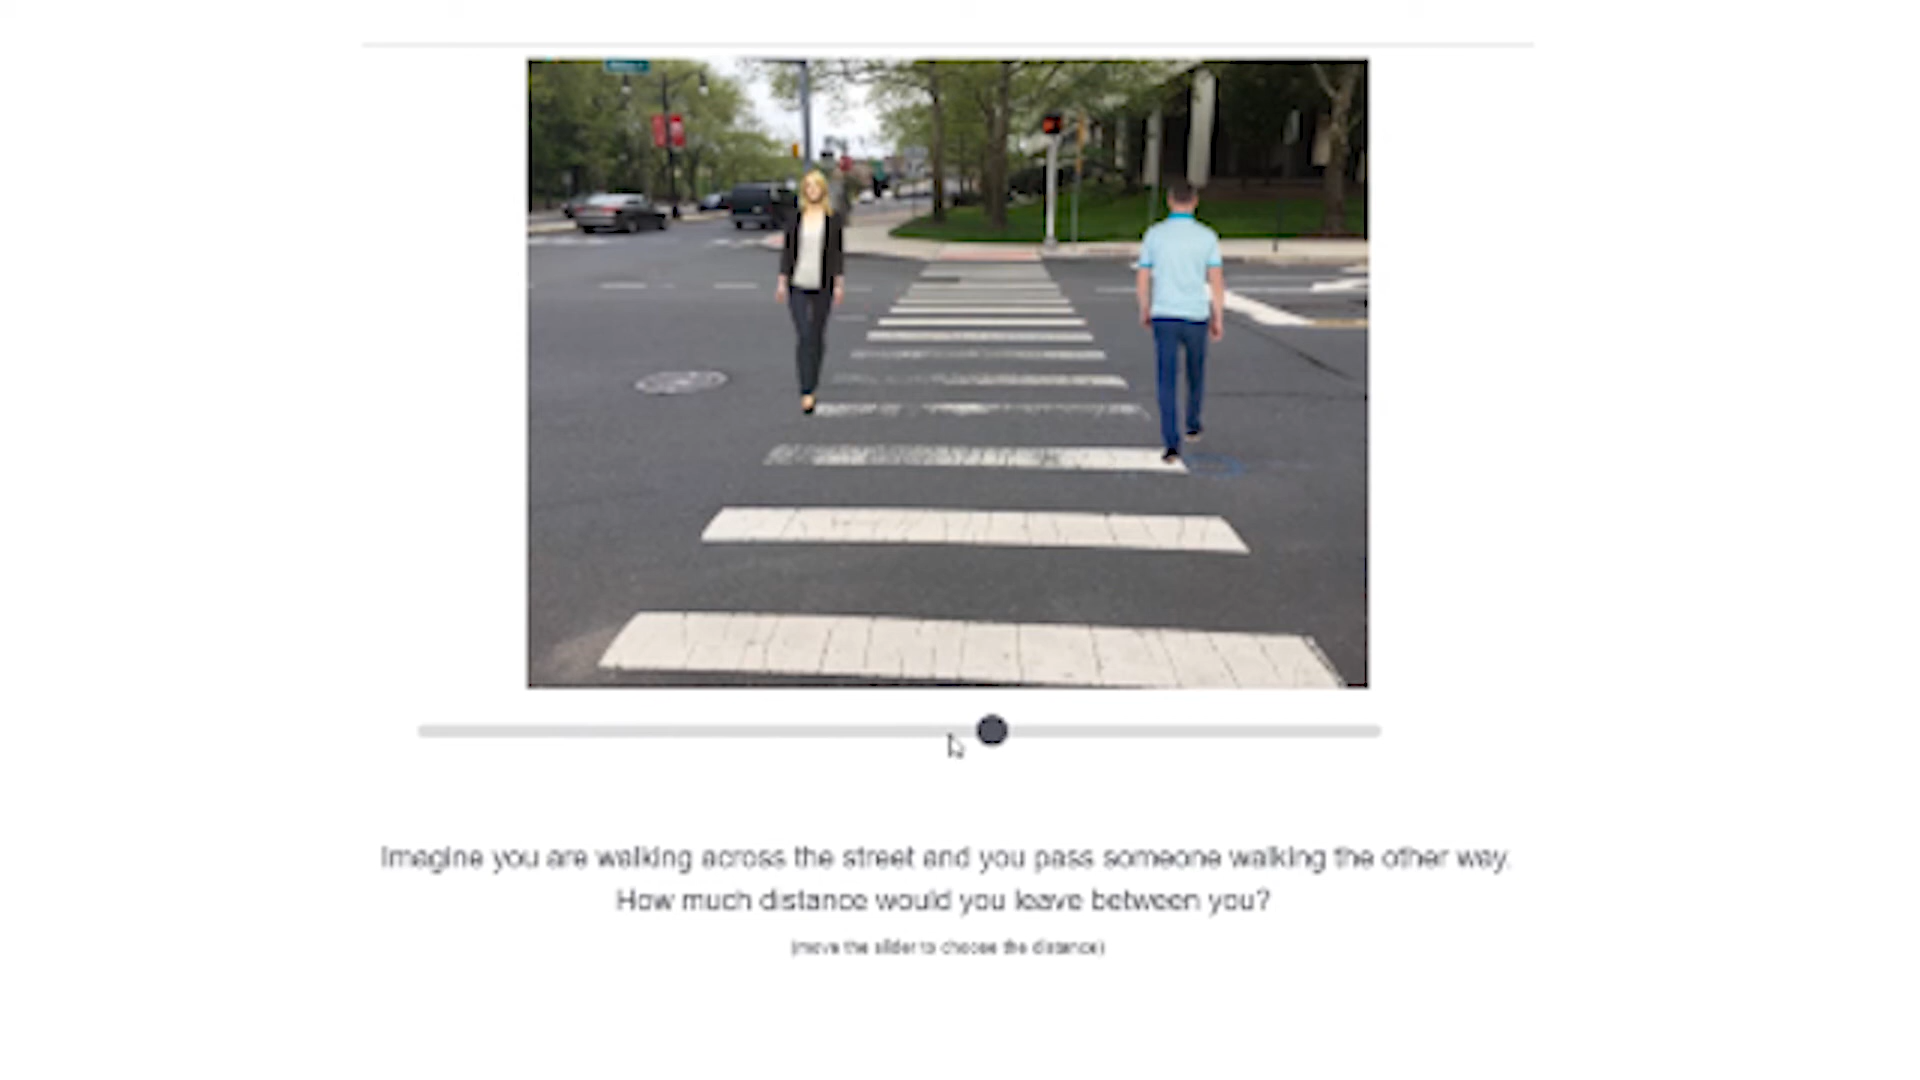 Imagine you are walking across the street and you pass someone walking the other way.
How much distance would you leave between you?
(move the slider to choose the distance)